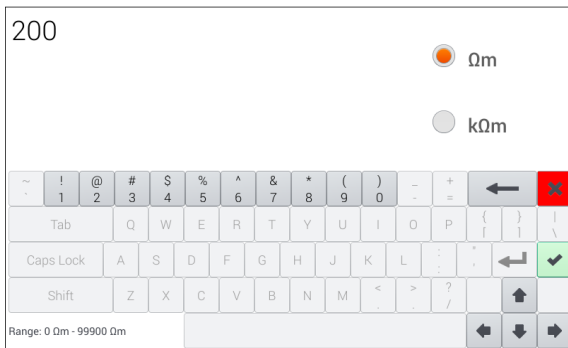 200
Ωm
kΩm
~ ! @ # $ % ^ & * ( ) _ +
` 1 2 3 4 5 6 7 8 9 0 - =
Tab Q W E R T Y U I O P { } |
[ ] \
Caps Lock A S D F G H J K L :
Shift Z X C V B N M < > ?
, . /
Range: 0 Ωm - 99900 Ωm